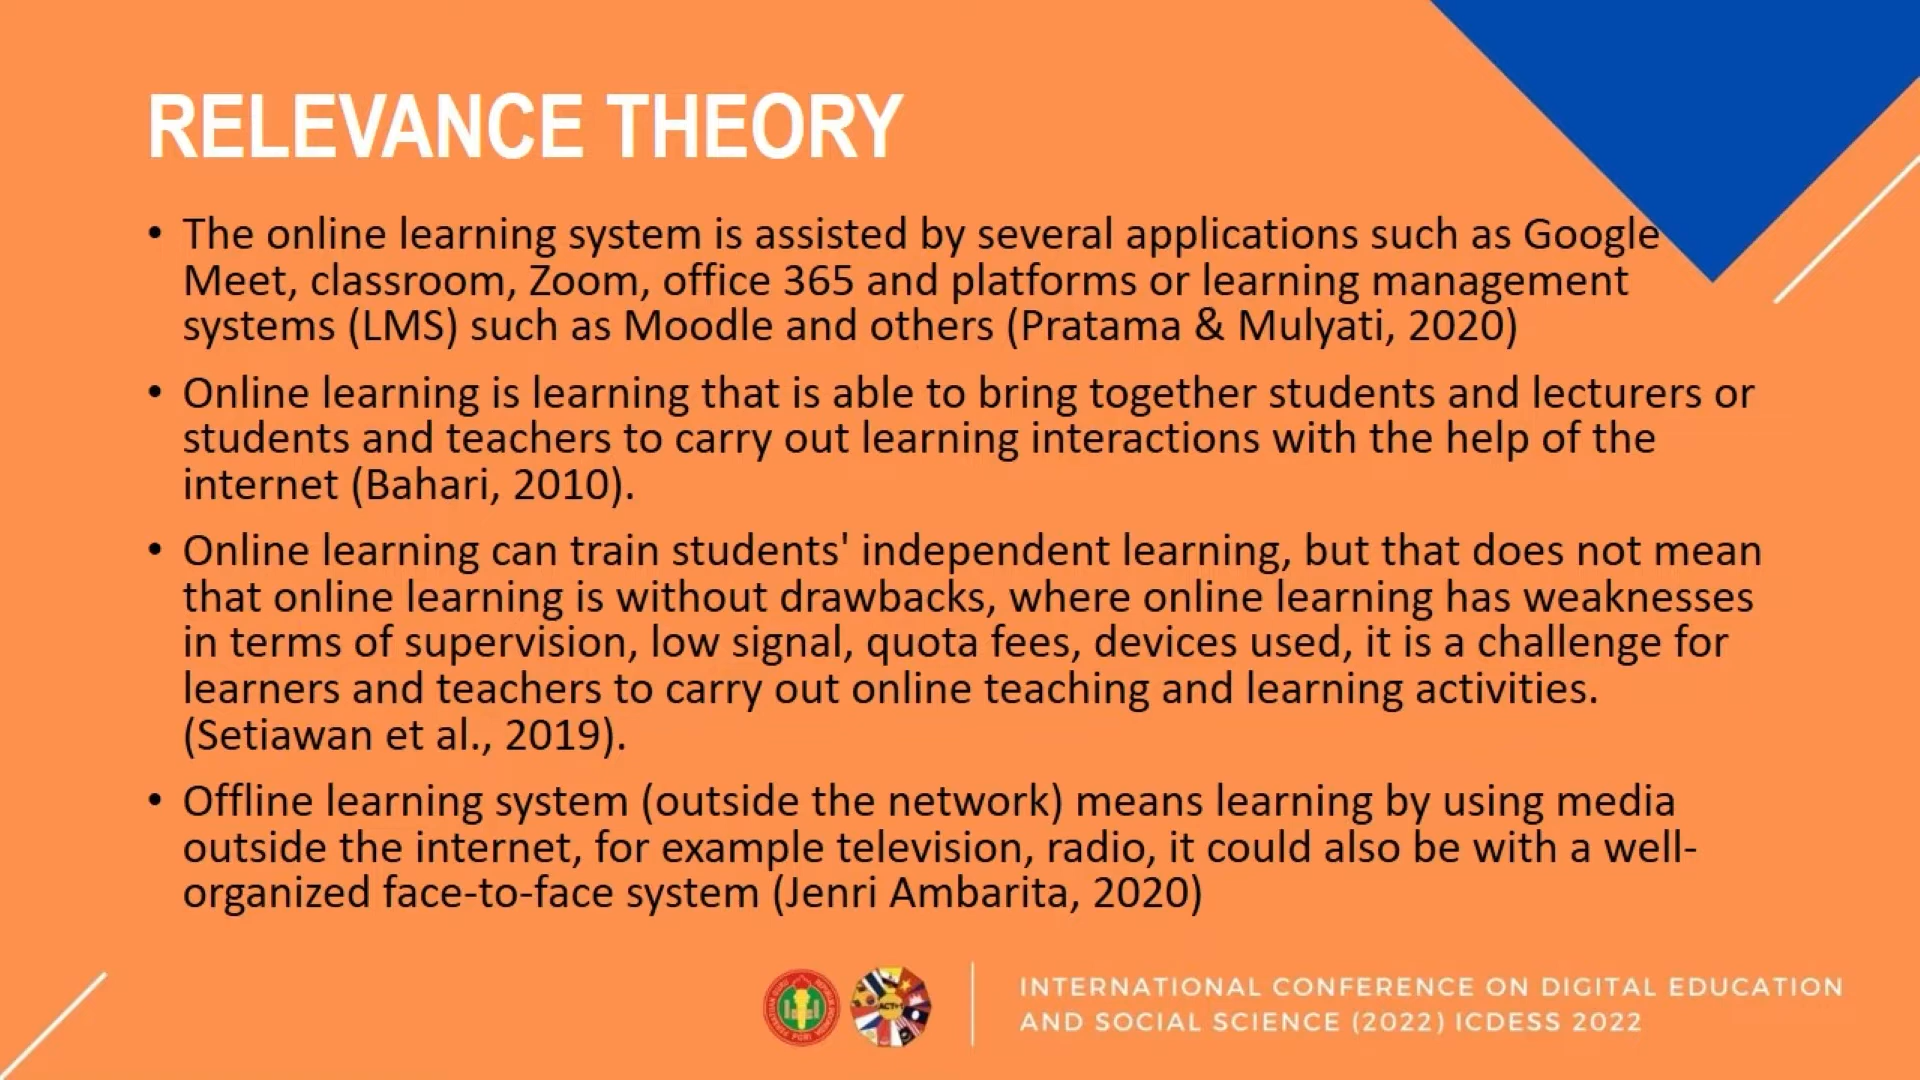 RELEVANCE THEORY
• The online learning system is assisted by several applications such as Google
Meet, classroom, Zoom, office 365 and platforms or learning management
systems (LMS) such as Moodle and others (Pratama & Mulyati, 2020)
• Online learning is learning that is able to bring together students and lecturers or
students and teachers to carry out learning interactions with the help of the
internet (Bahari, 2010).
• Online learning can train students' independent learning, but that does not mean
that online learning is without drawbacks, where online learning has weaknesses
in terms of supervision, low signal, quota fees, devices used, it is a challenge for
learners and teachers to carry out online teaching and learning activities.
(Setiawan et al., 2019).
• Offline learning system (outside the network) means learning by using media
outside the internet, for example television, radio, it could also be with a well-
organized face-to-face system (Jenri Ambarita, 2020)
PGRI
INTERNATIONAL CONFERENCE ON DIGITAL EDUCATION
AND SOCIAL SCIENCE (2022) ICDESS 2022